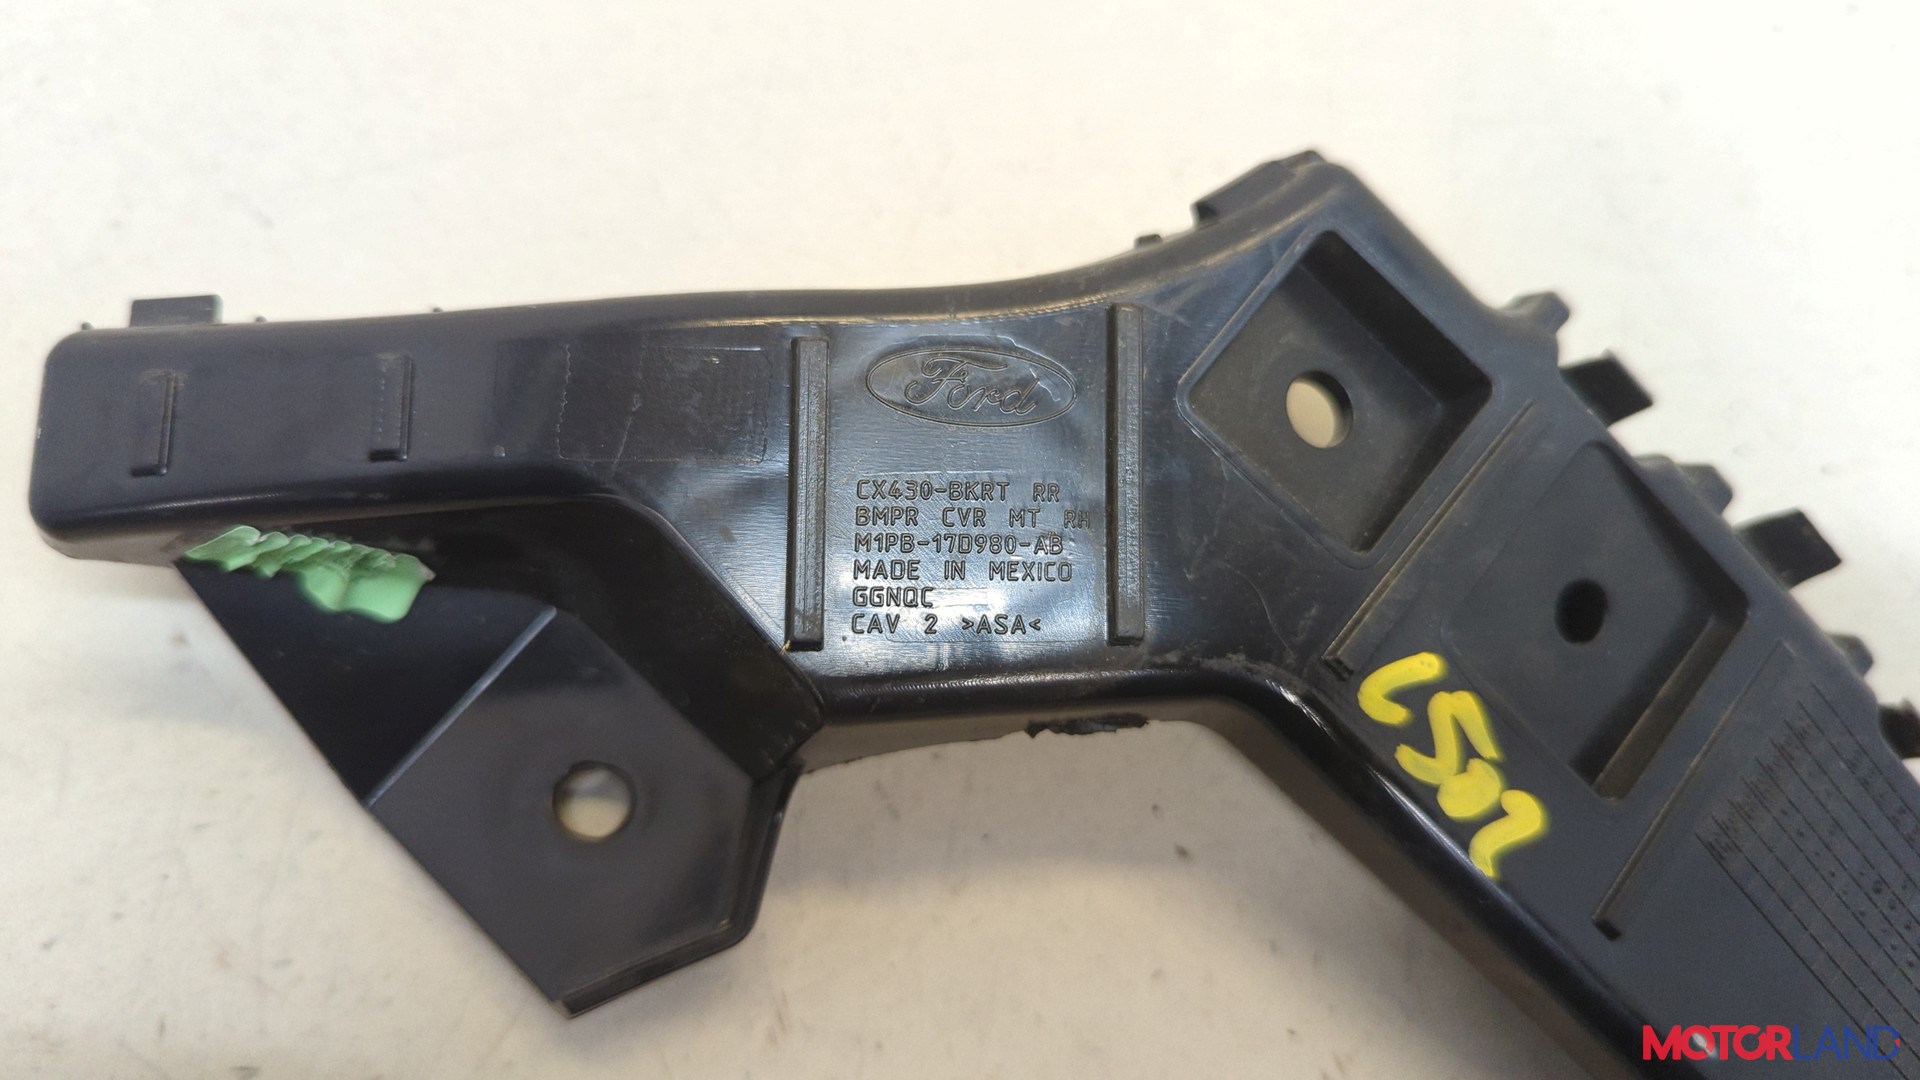 Ford
CX430-BKRT RR
BMPR CVR MT RH
M1PB-17D980-AB
MADE IN MEXICO
GGNQC
CAV 2 >ASA<
MOTORLAND